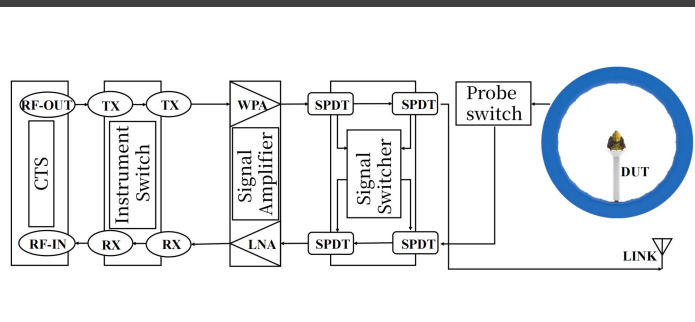 RF-OUT
TX
TX
WPA
SPDT
SPDT
Probe
switch
CTS
Instrument
Switch
Signal
Amplifier
Signal
Switcher
DUT
RF-IN
RX
RX
LNA
SPDT
SPDT
LINK